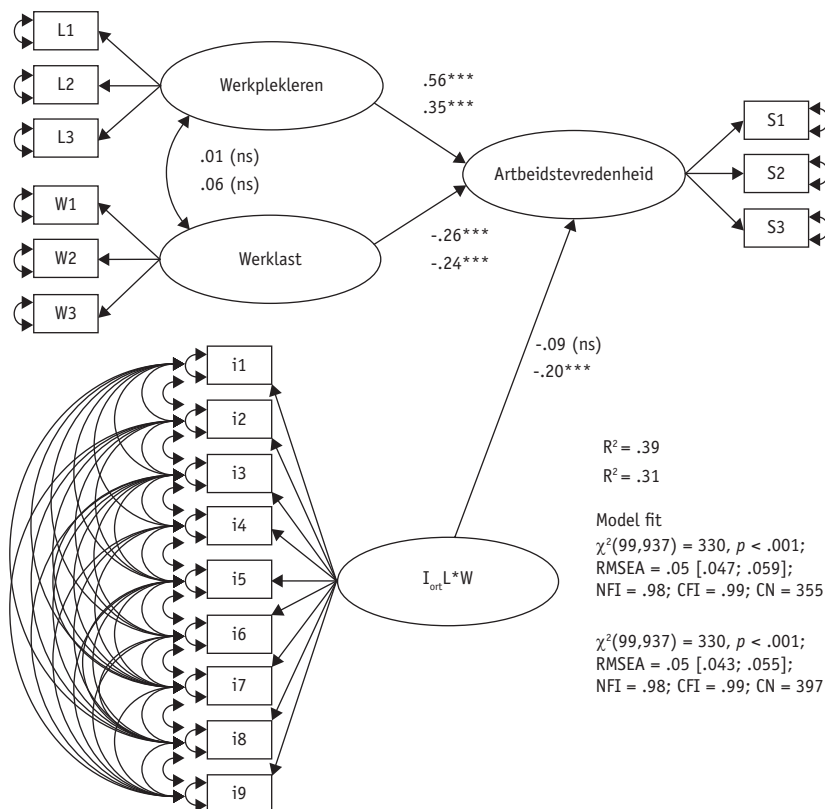 L1
L2
L3
Werkplekleren
.56***
.35***
S1
S2
S3
Artbeidstevredenheid
.01 (ns)
.06 (ns)
W1
W2
W3
Werklast
-.26***
-.24***
-.09 (ns)
-.20***
i1
i2
i3
i4
i5
i6
i7
i8
i9
I_ort L*W
R² = .39
R² = .31
Model fit
χ²(99,937) = 330, p < .001;
RMSEA = .05 [.047; .059];
NFI = .98; CFI = .99; CN = 355
χ²(99,937) = 330, p < .001;
RMSEA = .05 [.043; .055];
NFI = .98; CFI = .99; CN = 397